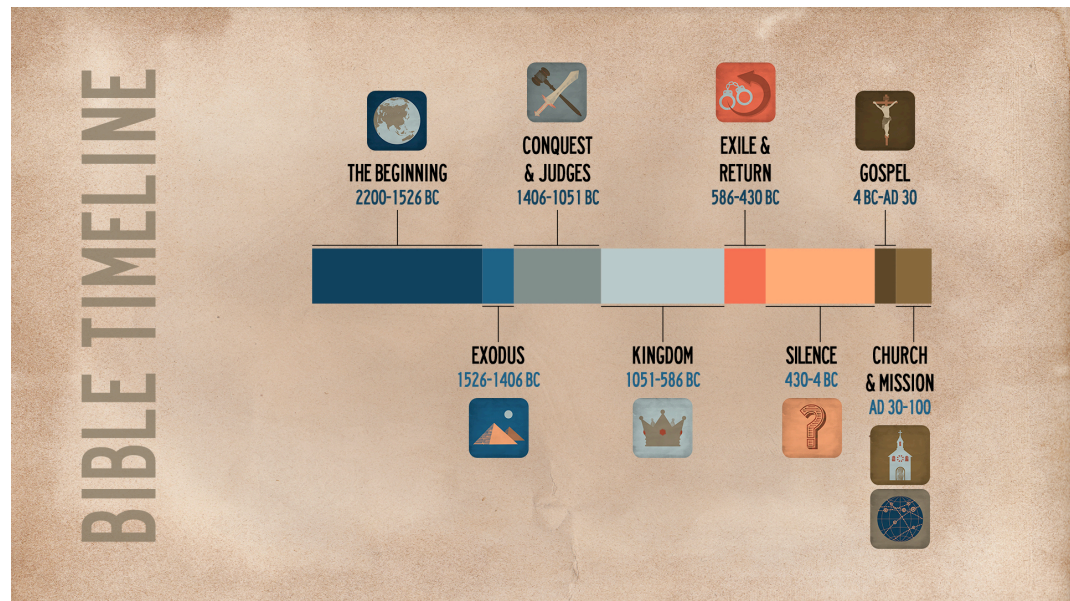 BIBLE TIMELINE
THE BEGINNING
2200-1526 BC
CONQUEST
& JUDGES
1406-1051 BC
EXILE &
RETURN
586-430 BC
GOSPEL
4 BC-AD 30
EXODUS
1526-1406 BC
KINGDOM
1051-586 BC
SILENCE
430-4 BC
CHURCH
& MISSION
AD 30-100
?